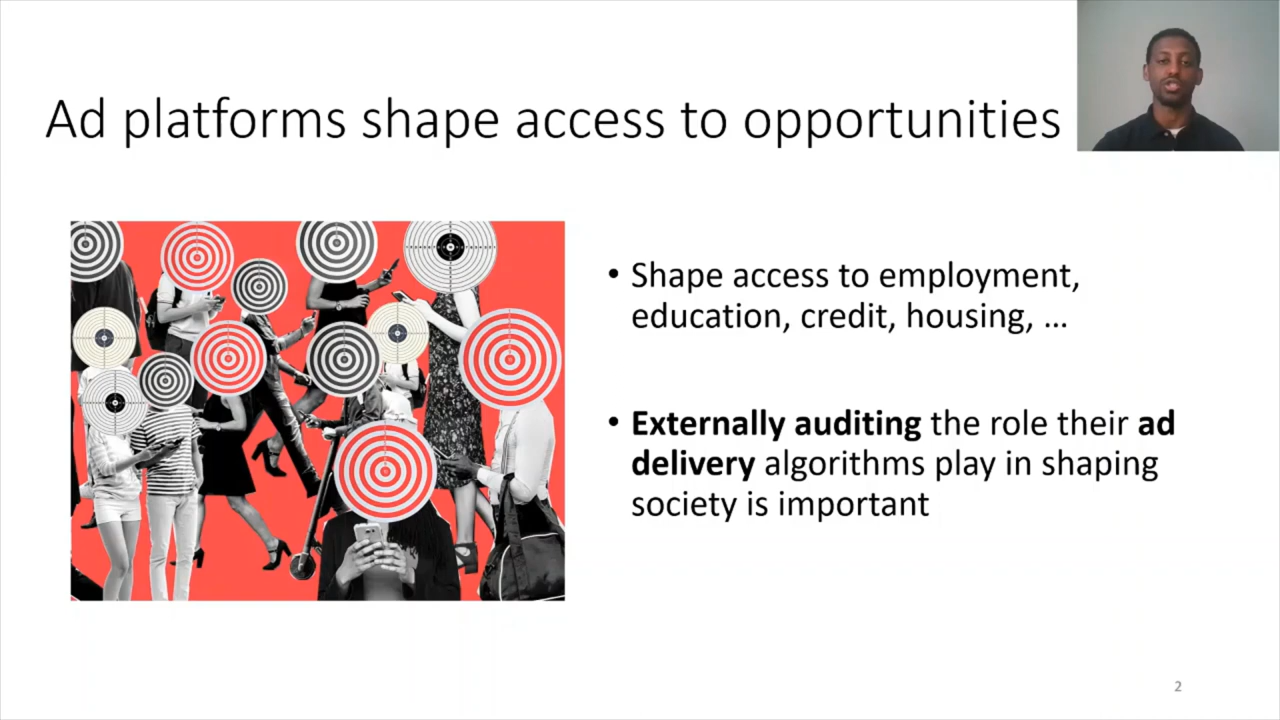 Ad platforms shape access to opportunities
• Shape access to employment,
education, credit, housing, ...
• Externally auditing the role their ad
delivery algorithms play in shaping
society is important
2